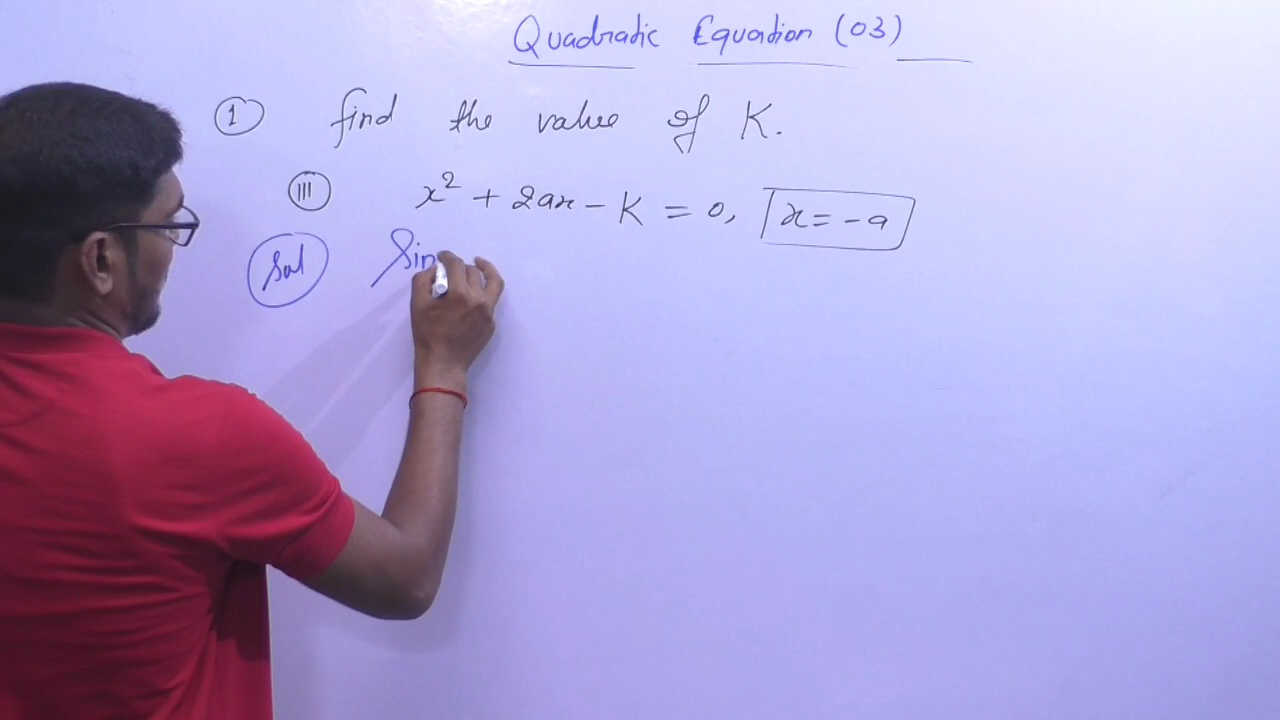 Quadratic Equation (03)
1 find the value of K.
III x² + 2ax - K = 0, x = -a
Sol Sin